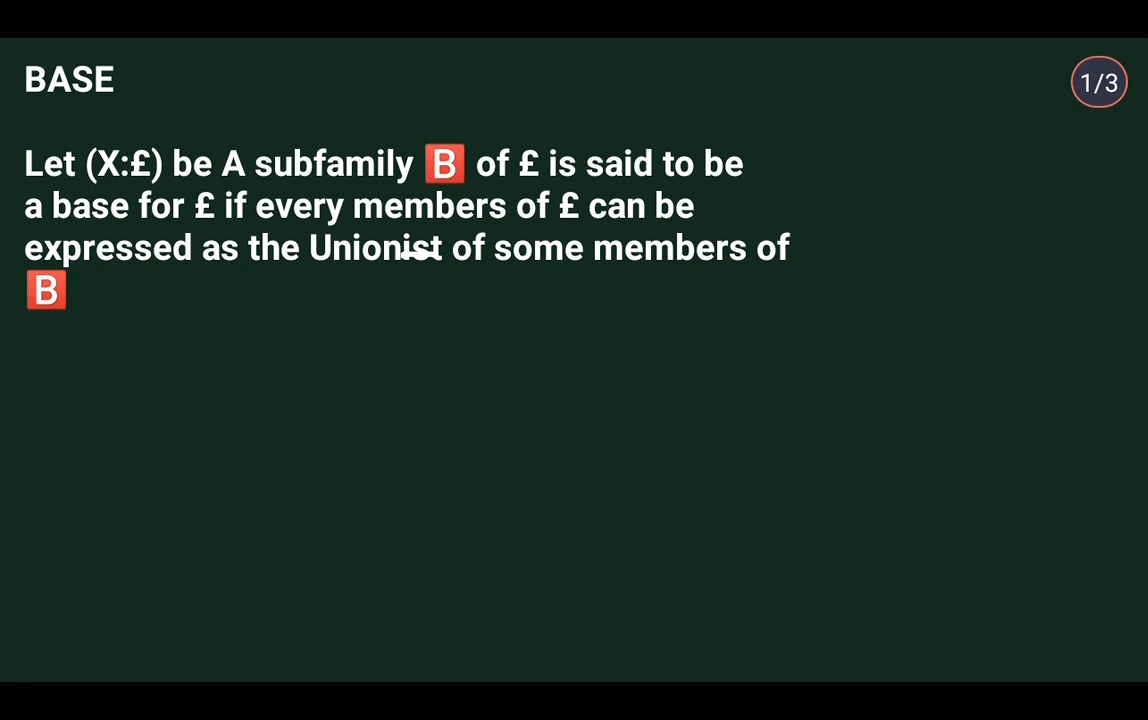 BASE
1/3
Let (X:£) be A subfamily 🅱️ of £ is said to be
a base for £ if every members of £ can be
expressed as the Unionist of some members of
🅱️